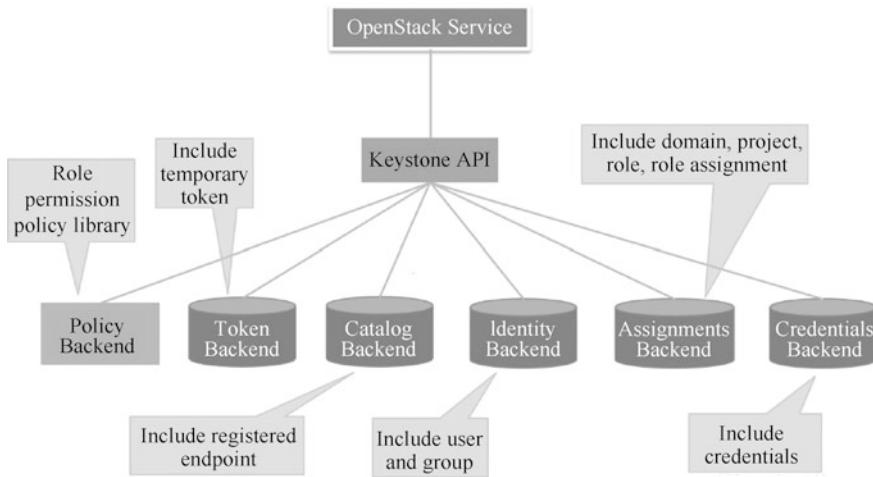 OpenStack Service
Keystone API
Include domain, project,
role, role assignment
Include
temporary
token
Role
permission
policy library
Policy
Backend
Token
Backend
Catalog
Backend
Identity
Backend
Assignments
Backend
Credentials
Backend
Include registered
endpoint
Include user
and group
Include
credentials